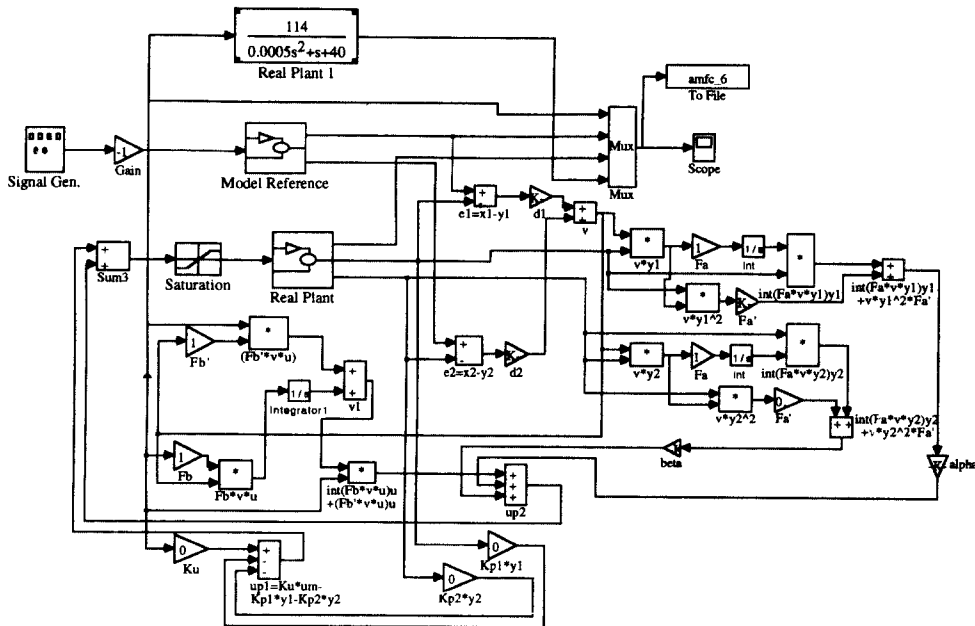 114
0.0005s²+s+40
Real Plant 1
amfc_6
To File
Signal Gen.
-1
Gain
Model Reference
Mux
Mux
Scope
+
-
e1=x1-y1
K-
d1
+
+
v
+
+
Sum3
Saturation
Real Plant
*
v*y1
1
Fa
1/s
Int
*
int(Fa*v*y1)y1
+
+
int(Fa*v*y1)y1
+v*y1^2*Fa'
*
v*y1^2
K-
Fa'
1
Fb'
*
(Fb'*v*u)
+
-
e2=x2-y2
K-
d2
*
v*y2
1
Fa
1/s
Int
*
int(Fa*v*y2)y2
1/s
Integrator1
+
+
v1
*
v*y2^2
0
Fa'
+ +
int(Fa*v*y2)y2
+v*y2^2*Fa'
1
Fb
*
Fb*v*u
*
int(Fb*v*u)u
+(Fb'*v*u)u
+
+
+
up2
beta
K-
alpha
0
Ku
+
-
-
up1=Ku*um-
Kp1*y1-Kp2*y2
0
Kp1*y1
0
Kp2*y2